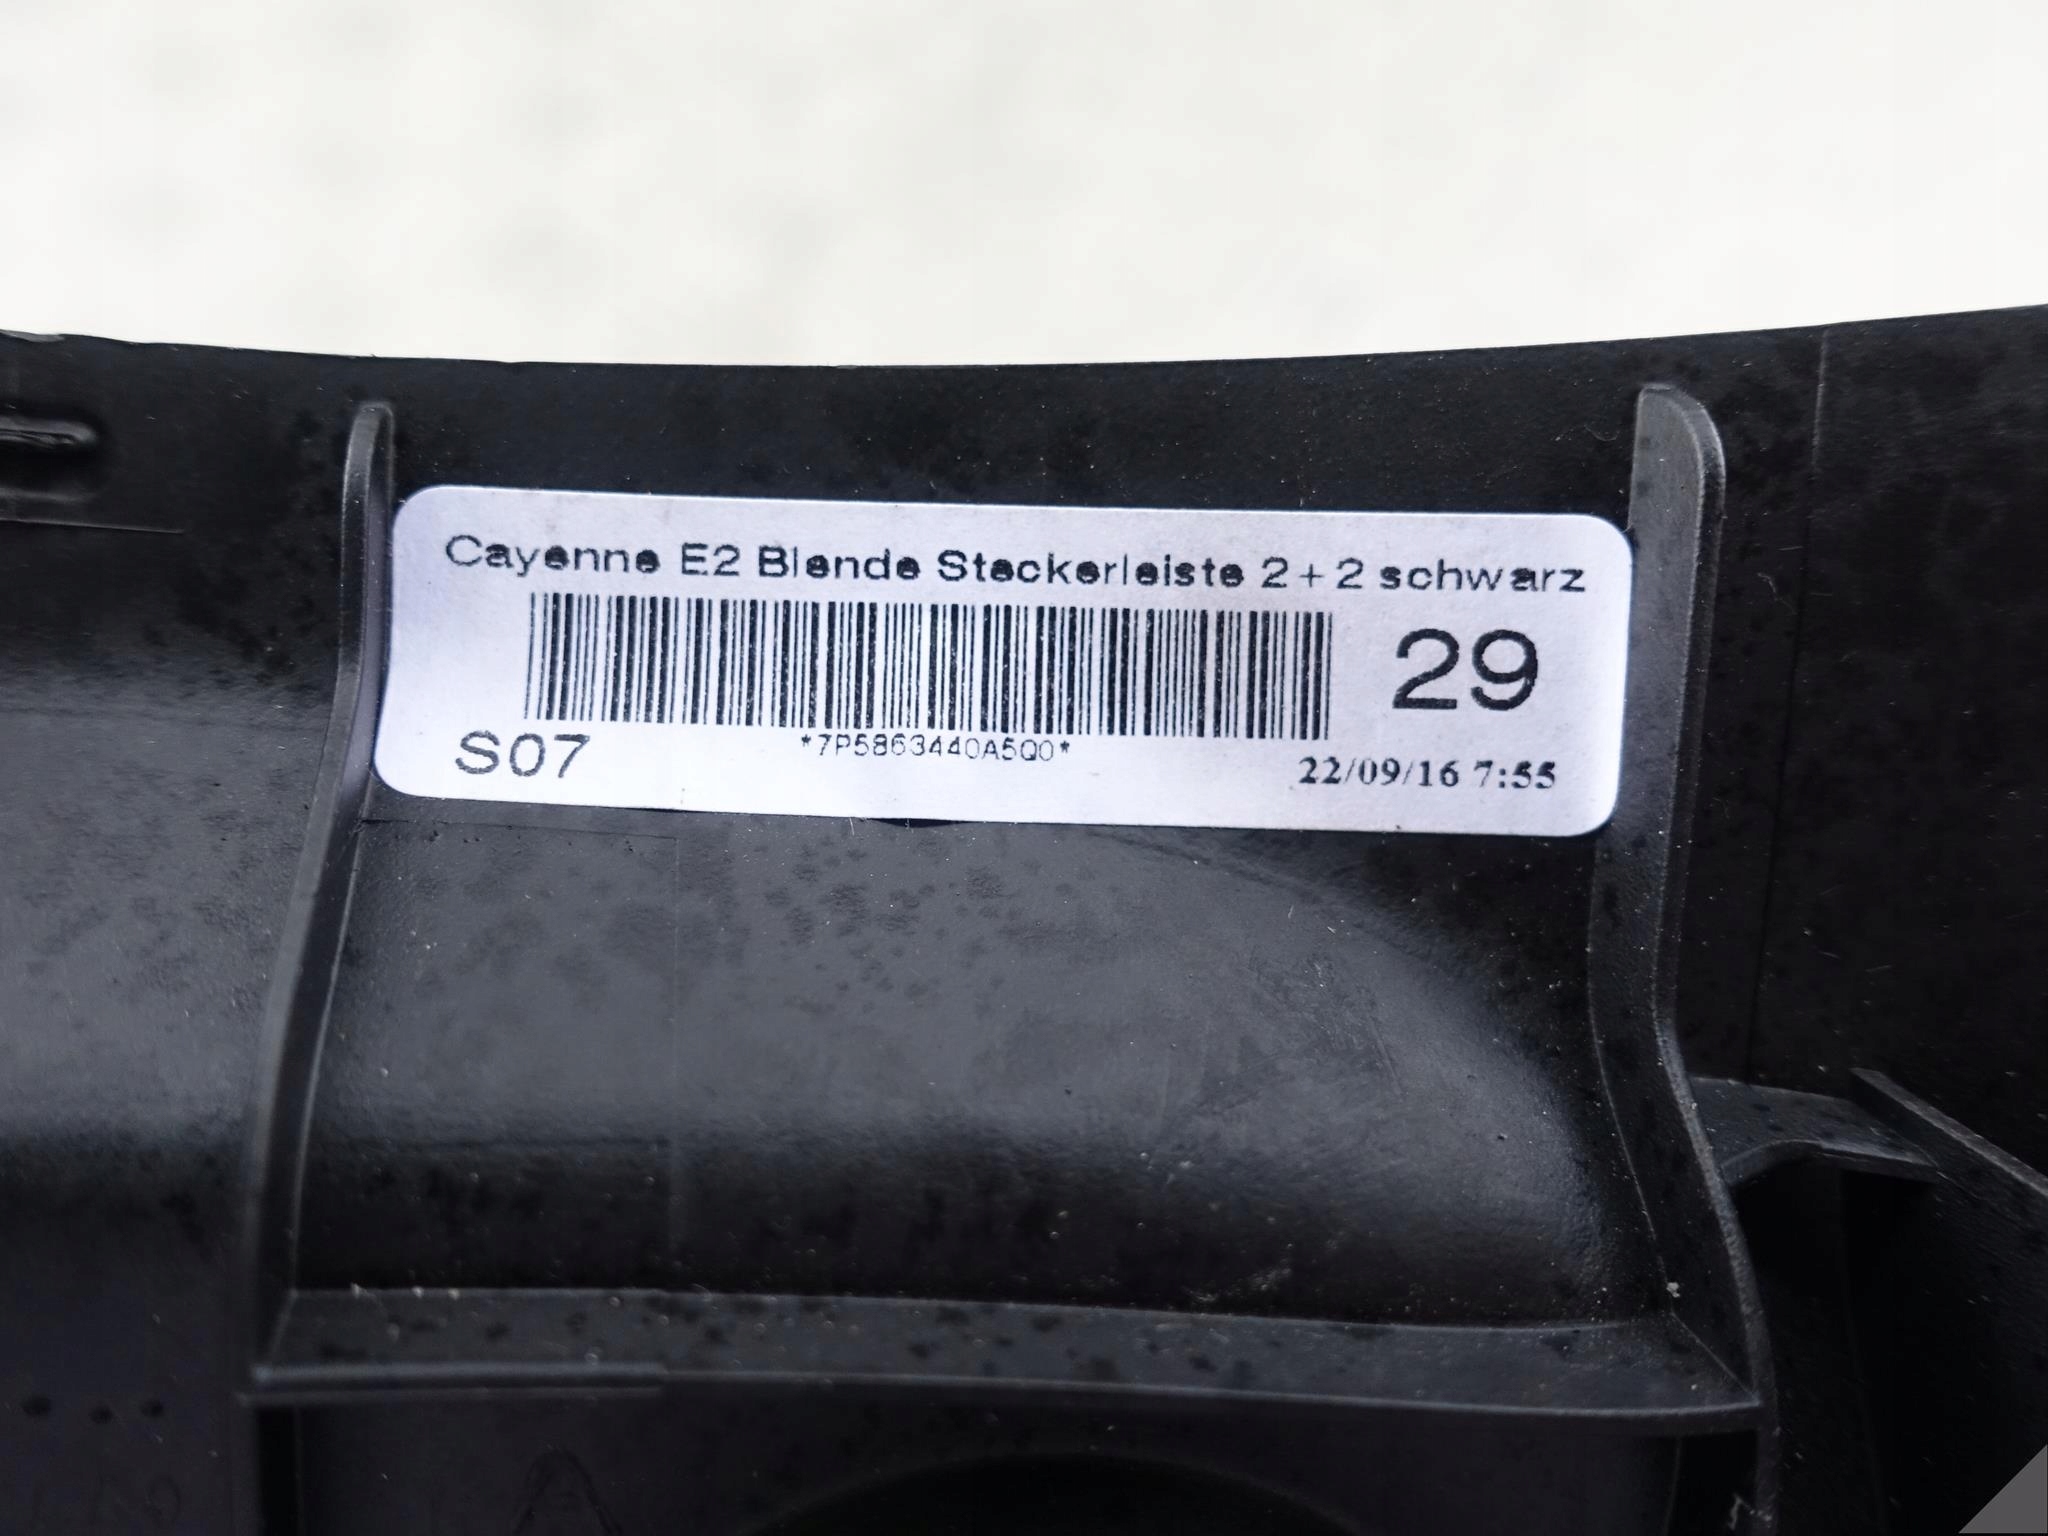 Cayenne E2 Blende Steckerleiste 2+2 schwarz
29
S07
*7P5863440A5Q0*
22/09/16 7:55